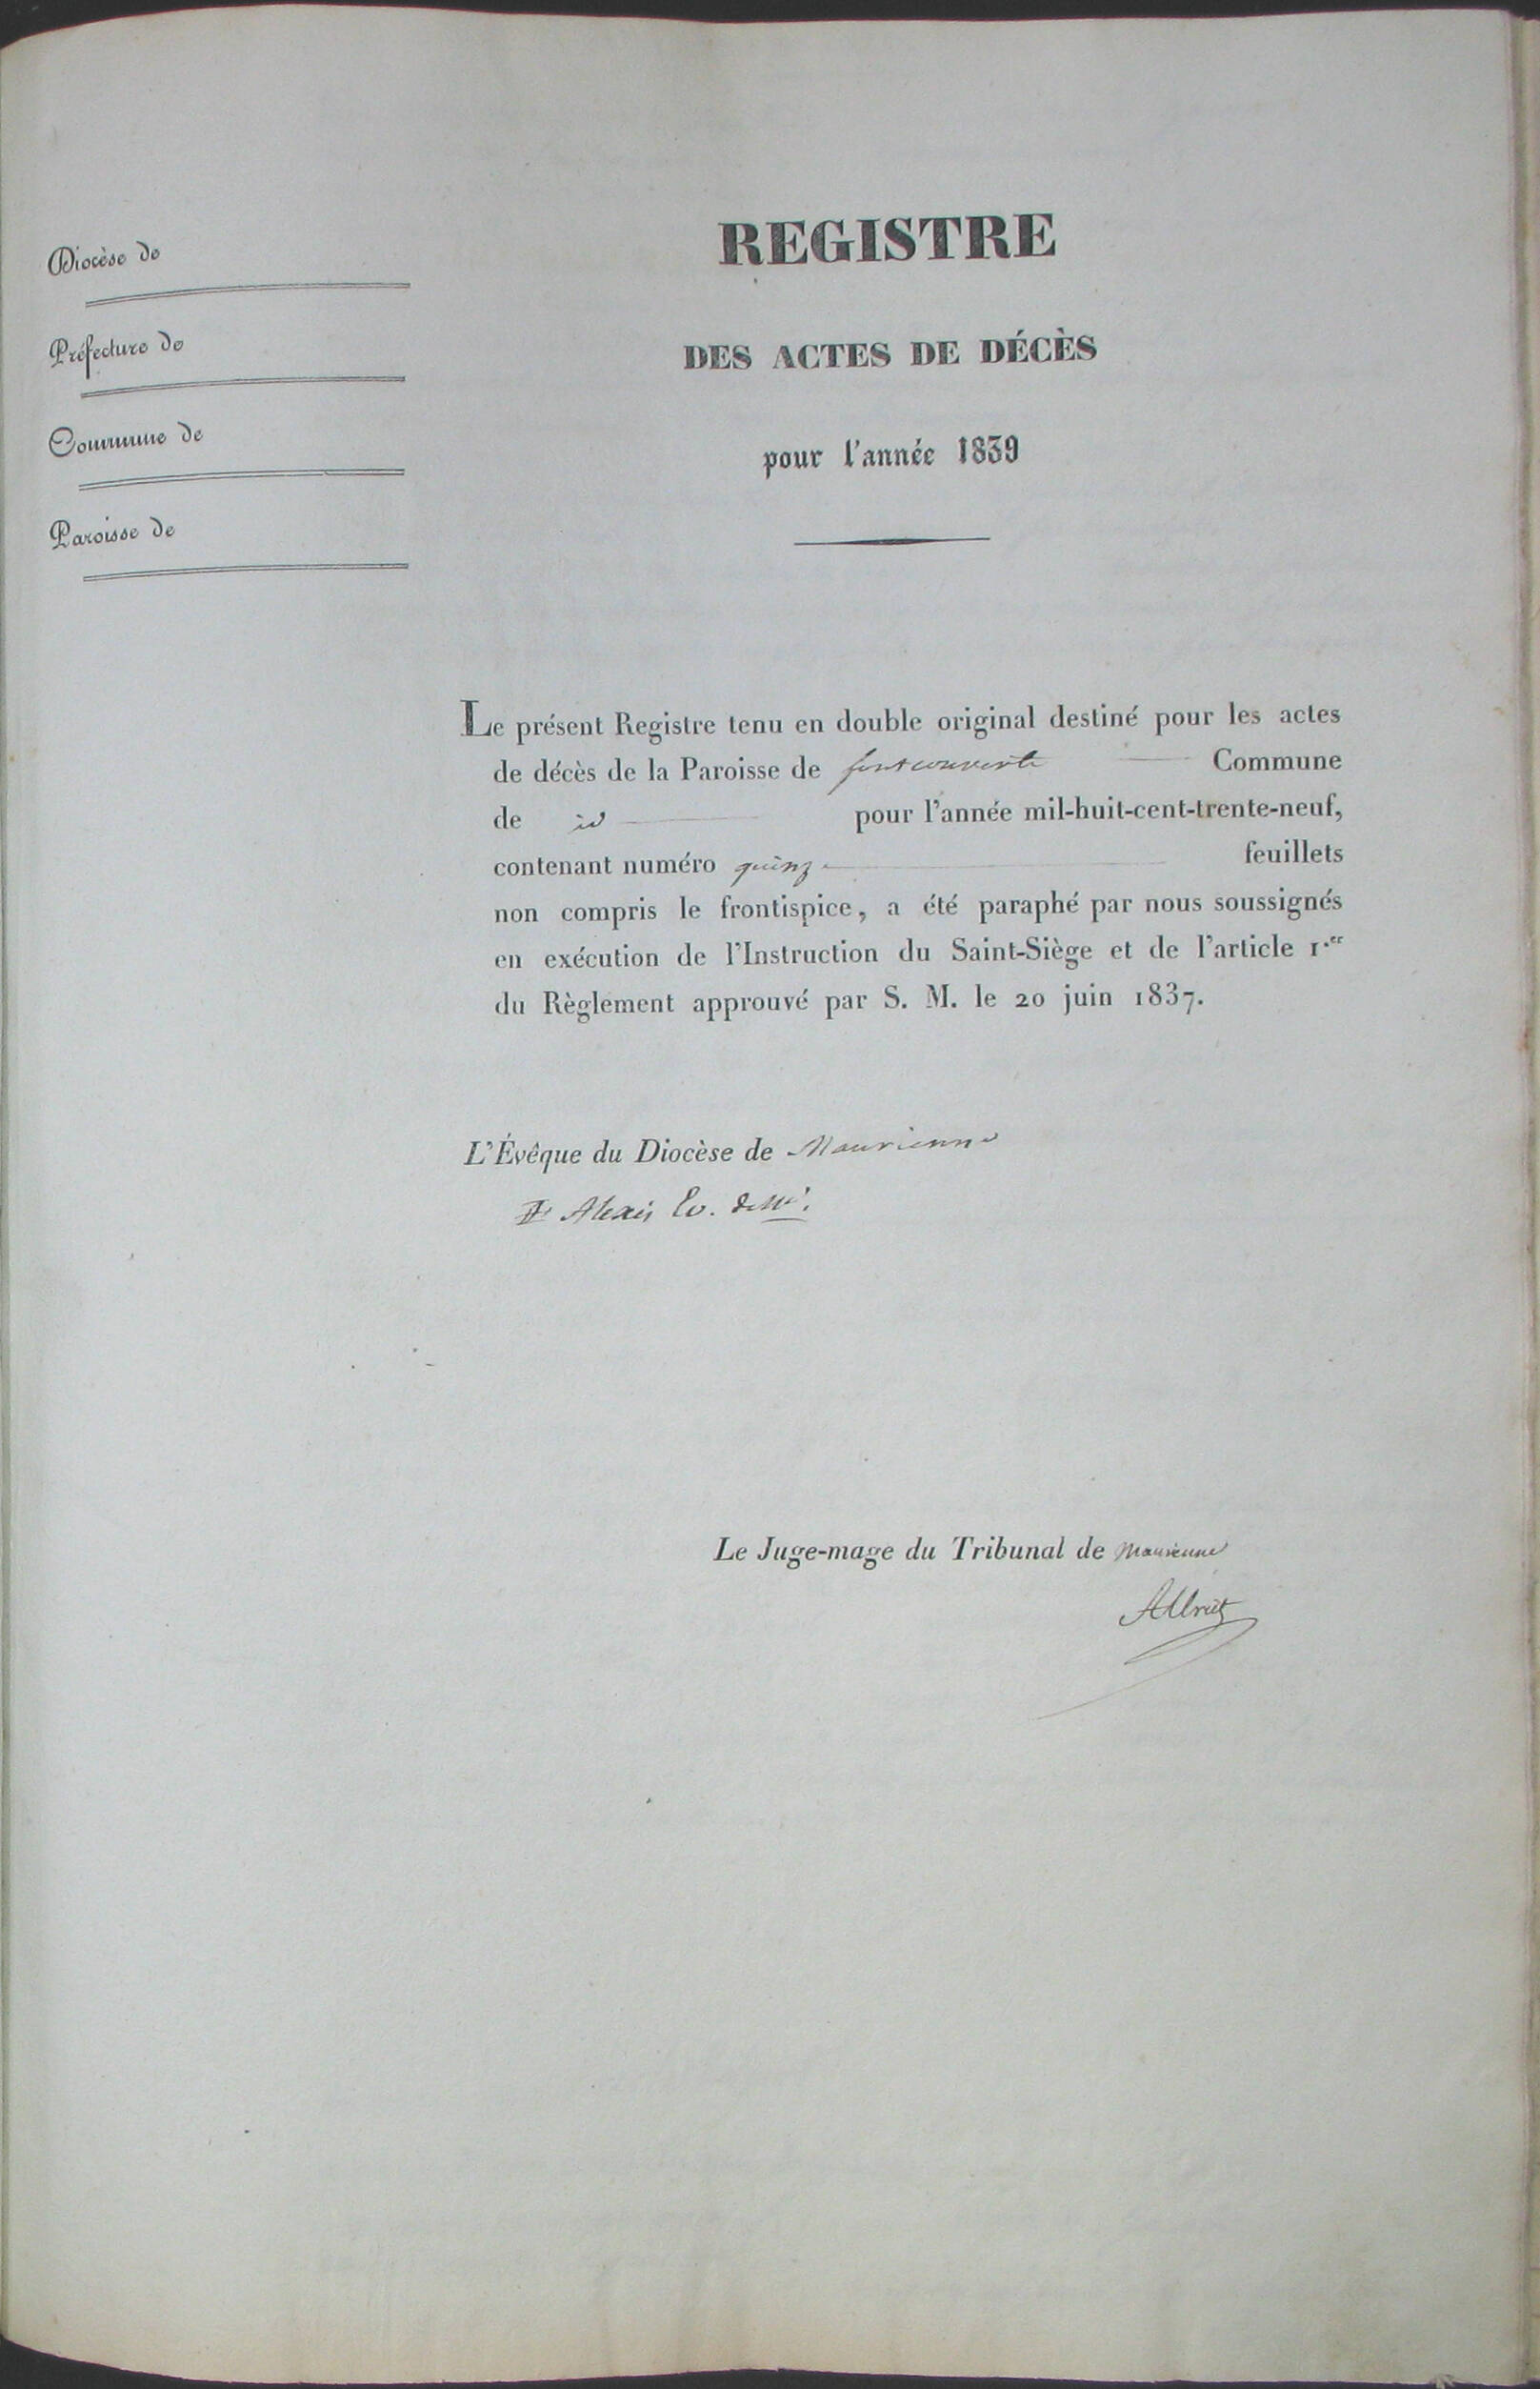 Diocèse de
Préfecture de
Commune de
Paroisse de
REGISTRE
DES ACTES DE DÉCÈS
pour l'année 1839
Le présent Registre tenu en double original destiné pour les actes
de décès de la Paroisse de fontcouverte Commune
de id pour l'année mil-huit-cent-trente-neuf,
contenant numéro quinze feuillets
non compris le frontispice, a été paraphé par nous soussignés
en exécution de l'Instruction du Saint-Siège et de l'article 1.er
du Règlement approuvé par S. M. le 20 juin 1837.
L'Évêque du Diocèse de Maurienne
Alexis Ev. de M.
Le Juge-mage du Tribunal de Maurienne